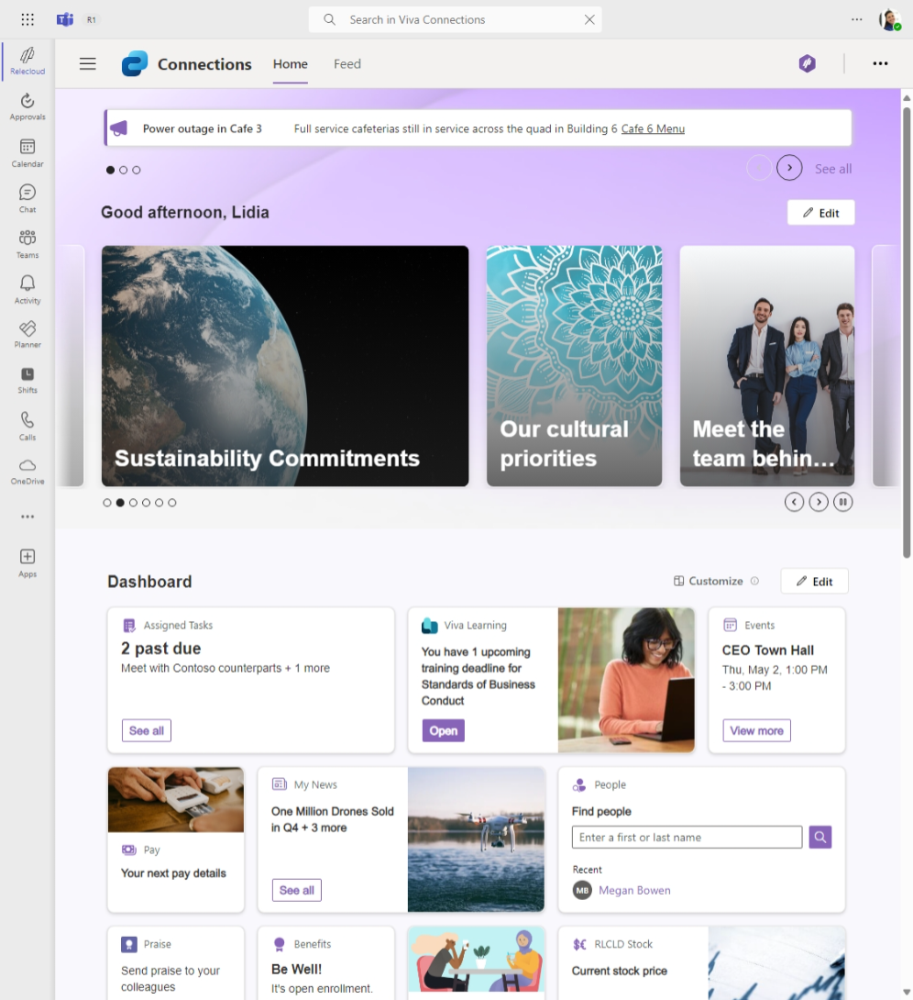 R1
Search in Viva Connections
Relecloud
Approvals
Calendar
Chat
Teams
Activity
Planner
Shifts
Calls
OneDrive
Apps
Connections
Home
Feed
Power outage in Cafe 3
Full service cafeterias still in service across the quad in Building 6 Cafe 6 Menu
See all
Good afternoon, Lidia
Edit
Sustainability Commitments
Our cultural
priorities
Meet the
team behin...
Dashboard
Customize
Edit
Assigned Tasks
2 past due
Meet with Contoso counterparts + 1 more
See all
Viva Learning
You have 1 upcoming
training deadline for
Standards of Business
Conduct
Open
Events
CEO Town Hall
Thu, May 2, 1:00 PM
- 3:00 PM
View more
Pay
Your next pay details
My News
One Million Drones Sold
in Q4 + 3 more
See all
People
Find people
Enter a first or last name
Recent
MB
Megan Bowen
Praise
Send praise to your
colleagues
Benefits
Be Well!
It's open enrollment.
$€
RLCLD Stock
Current stock price